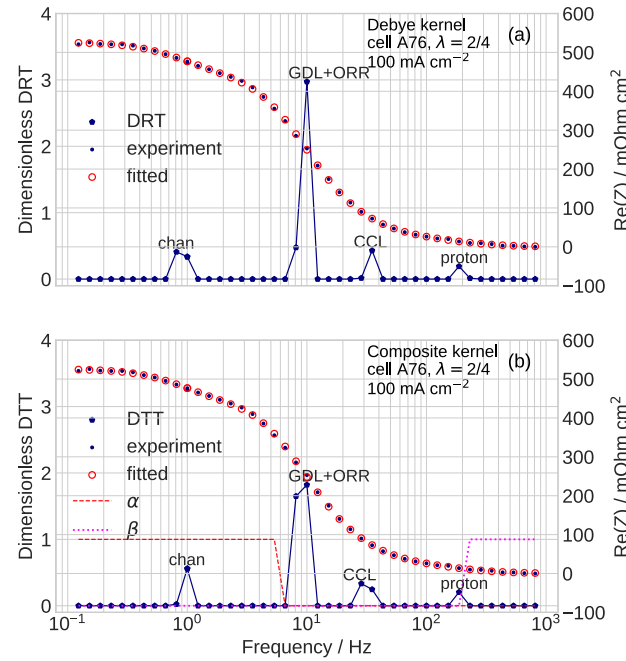 Debye kernel (a)
cell A76, λ = 2/4
100 mA cm⁻²
GDL+ORR
DRT
experiment
fitted
chan
CCL
proton
4
3
2
1
0
600
500
400
300
200
100
0
−100
Dimensionless DRT
Re(Z) / mOhm cm²
Composite kernel (b)
cell A76, λ = 2/4
100 mA cm⁻²
DTT
experiment
fitted
α
β
GDL+ORR
chan
CCL
proton
4
3
2
1
0
600
500
400
300
200
100
0
−100
Dimensionless DTT
Re(Z) / mOhm cm²
10⁻¹ 10⁰ 10¹ 10² 10³
Frequency / Hz